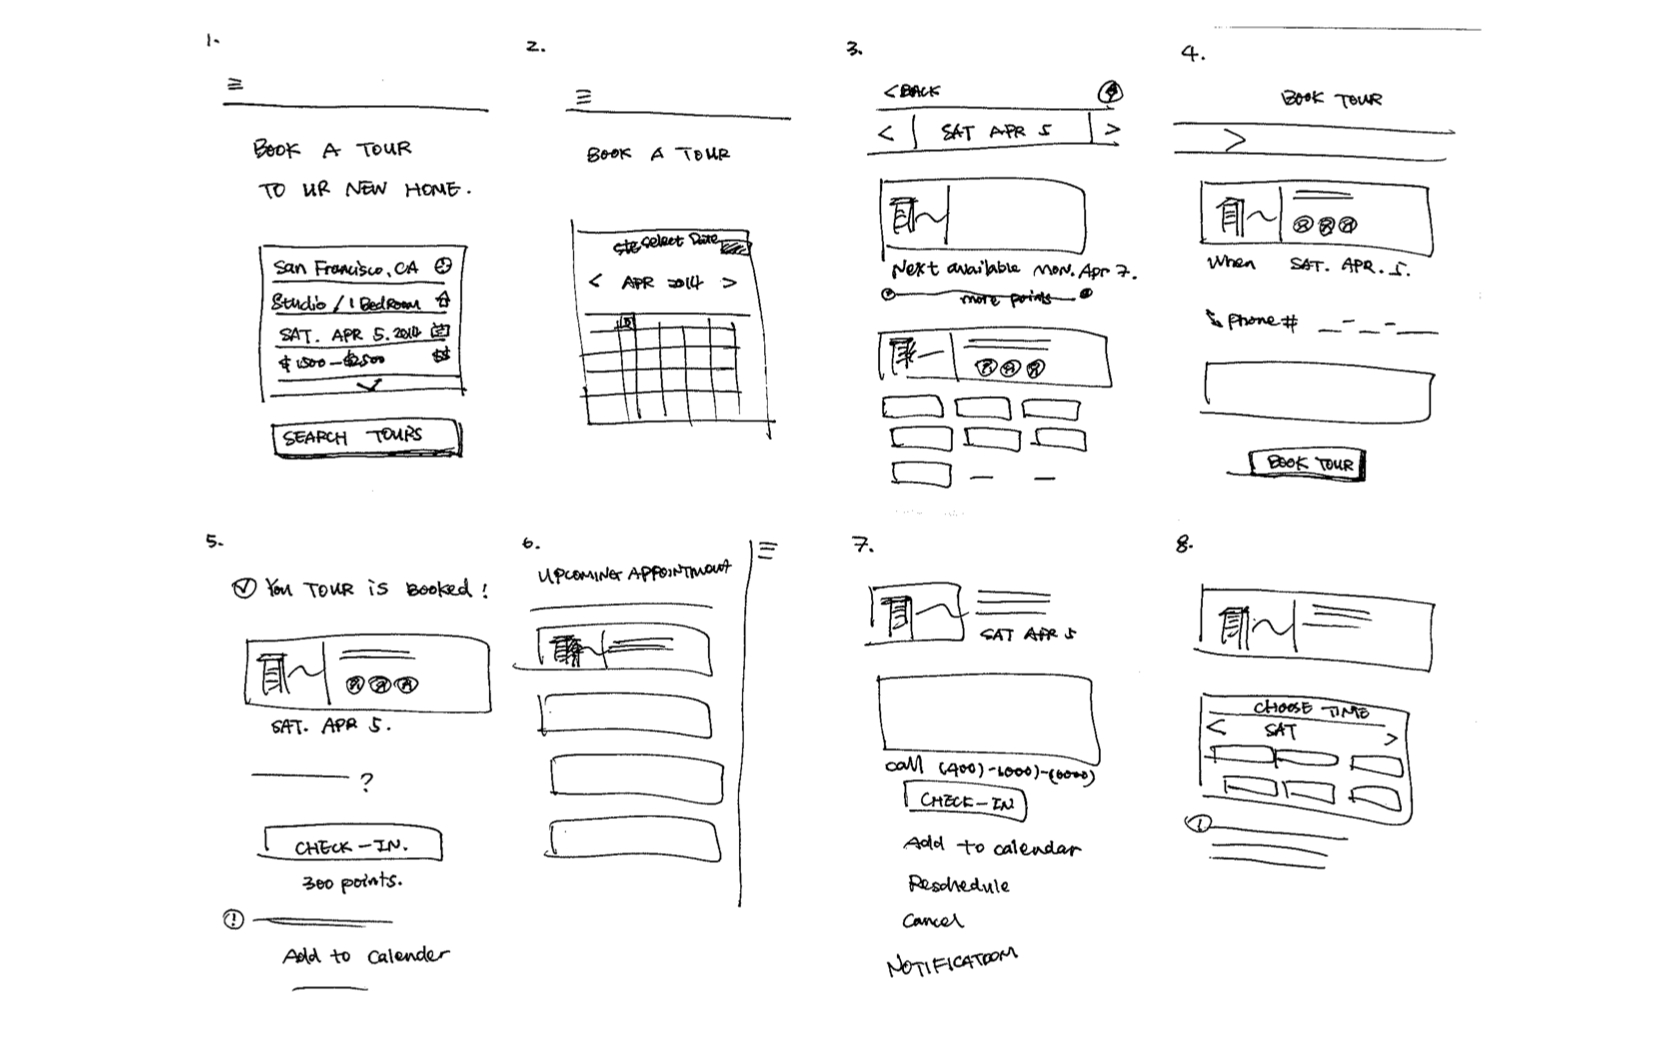 1.
BOOK A TOUR
TO UR NEW HOME.
San Francisco, CA
Studio / 1 Bedroom
SAT. APR 5. 2014
$ 1500 – $2500 $$
SEARCH TOURS
2.
BOOK A TOUR
Select Date
< APR 2014 >
3.
< BACK
< SAT APR 5 >
Next available Mon. Apr 7.
more points
4.
BOOK TOUR
>
When SAT. APR. 5.
Phone # __-__-___
BOOK TOUR
5.
You TOUR is BOOKed !
SAT. APR 5.
?
CHECK-IN.
300 points.
!
Add to Calender
6.
UPCOMING APPOINTMENT
7.
SAT APR 5
call (400)-(000)-(0000)
CHECK-IN
Add to calendar
Reschedule
Cancel
8.
CHOOSE TIME
< SAT >
!